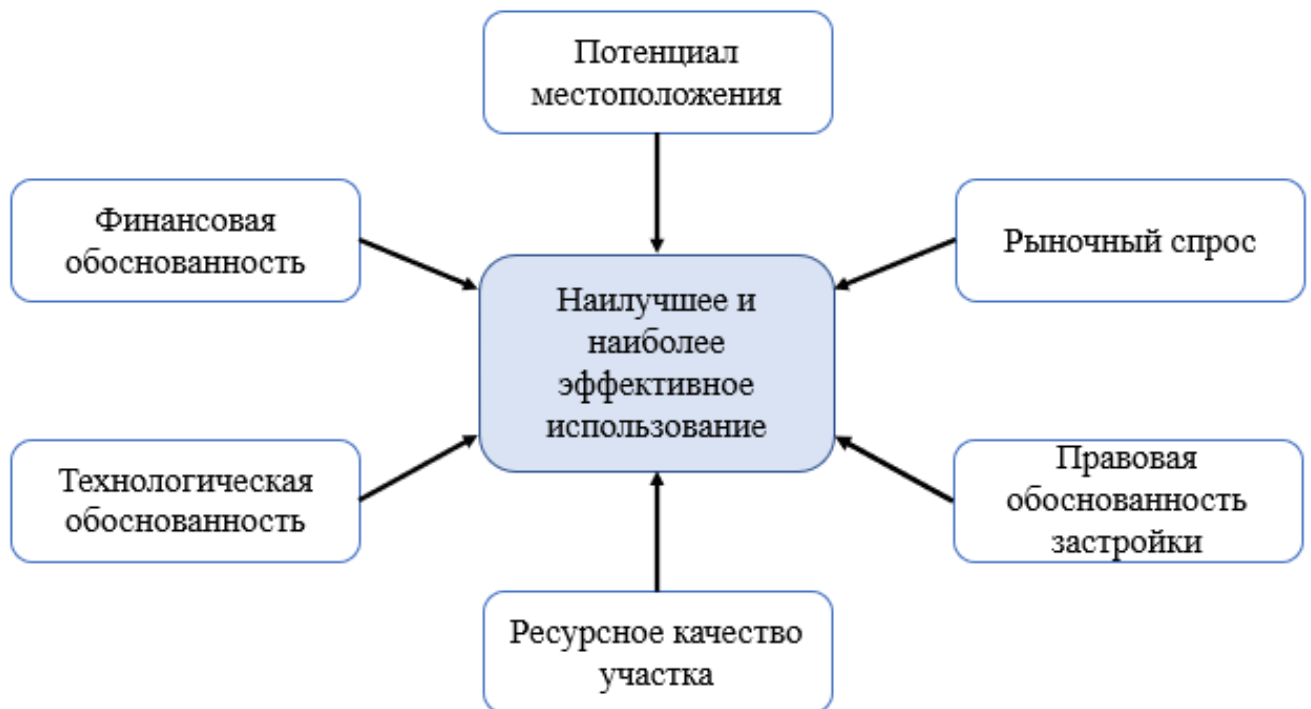 Потенциал
местоположения
Финансовая
обоснованность
Рыночный спрос
Наилучшее и
наиболее
эффективное
использование
Технологическая
обоснованность
Правовая
обоснованность
застройки
Ресурсное качество
участка